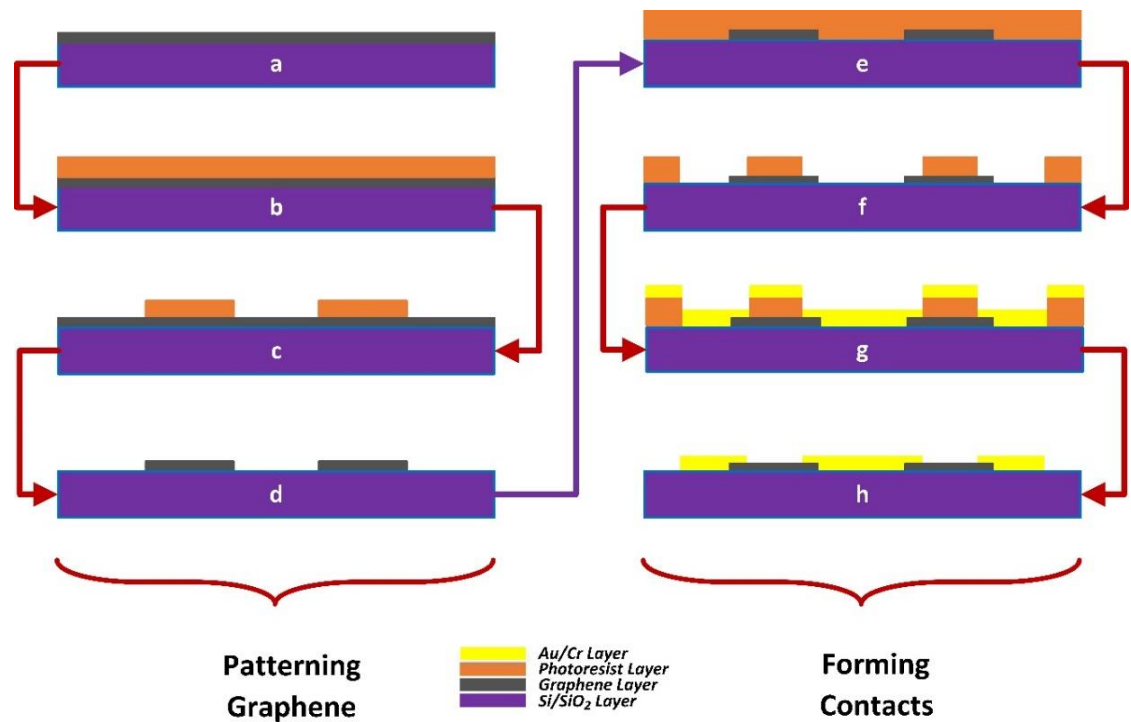 a
b
c
d
e
f
g
h
Patterning
Graphene
Au/Cr Layer
Photoresist Layer
Graphene Layer
Si/SiO₂ Layer
Forming
Contacts